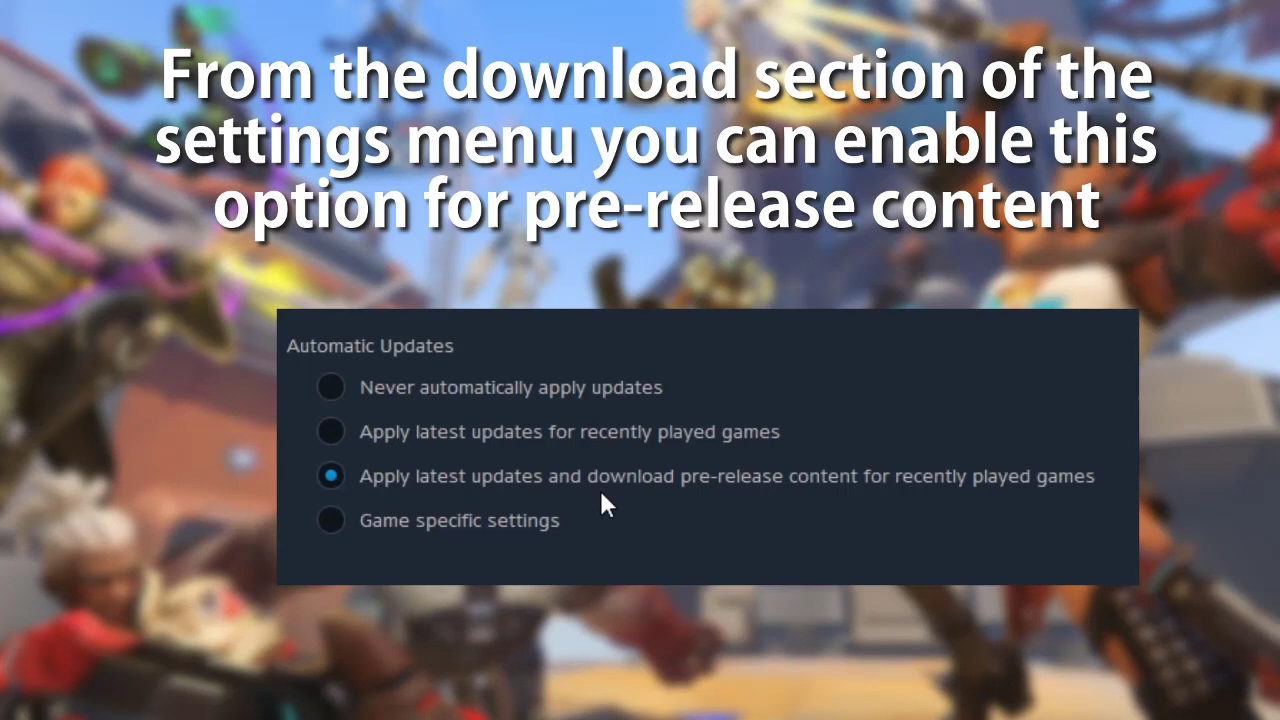 From the download section of the
settings menu you can enable this
option for pre-release content
Automatic Updates
Never automatically apply updates
Apply latest updates for recently played games
Apply latest updates and download pre-release content for recently played games
Game specific settings